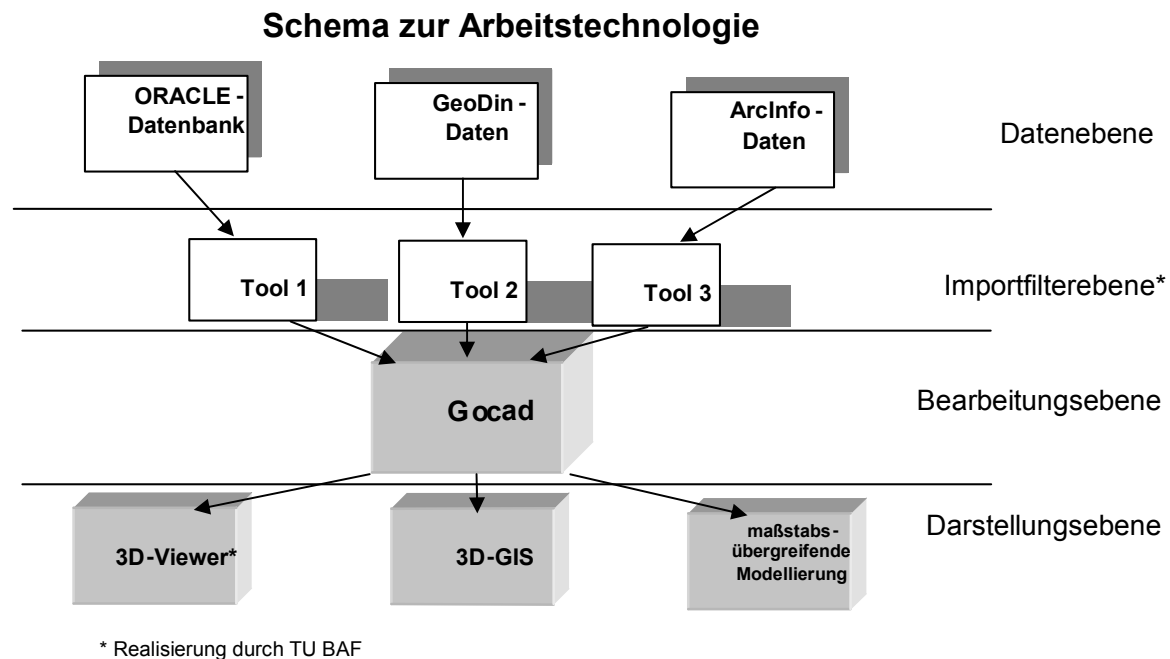 Schema zur Arbeitstechnologie
ORACLE -
Datenbank
GeoDin -
Daten
ArcInfo -
Daten
Datenebene
Tool 1
Tool 2
Tool 3
Importfilterebene*
Gocad
Bearbeitungsebene
3D-Viewer*
3D-GIS
maßstabs-
übergreifende
Modellierung
Darstellungsebene
* Realisierung durch TU BAF